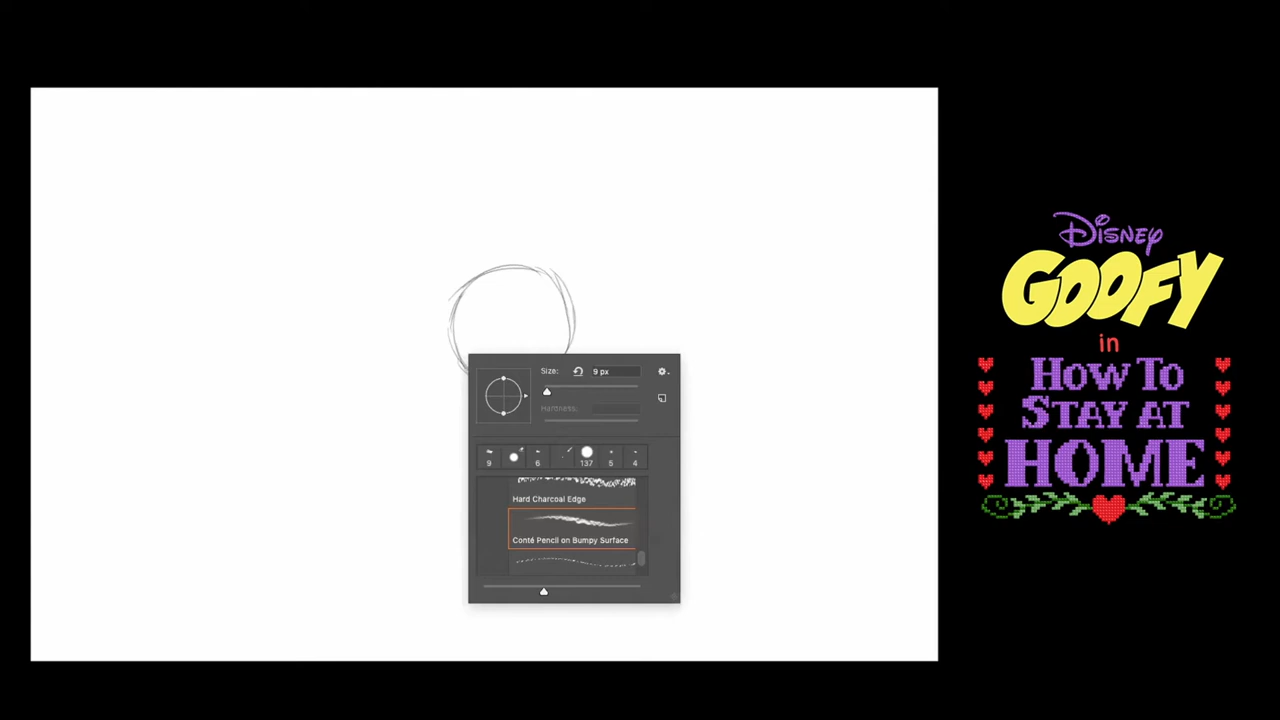 Size:
9 px
Hardness:
9
6
137
5
4
Hard Charcoal Edge
Conté Pencil on Bumpy Surface
Disney
GOOFY
in
How To
STAY AT
HOME